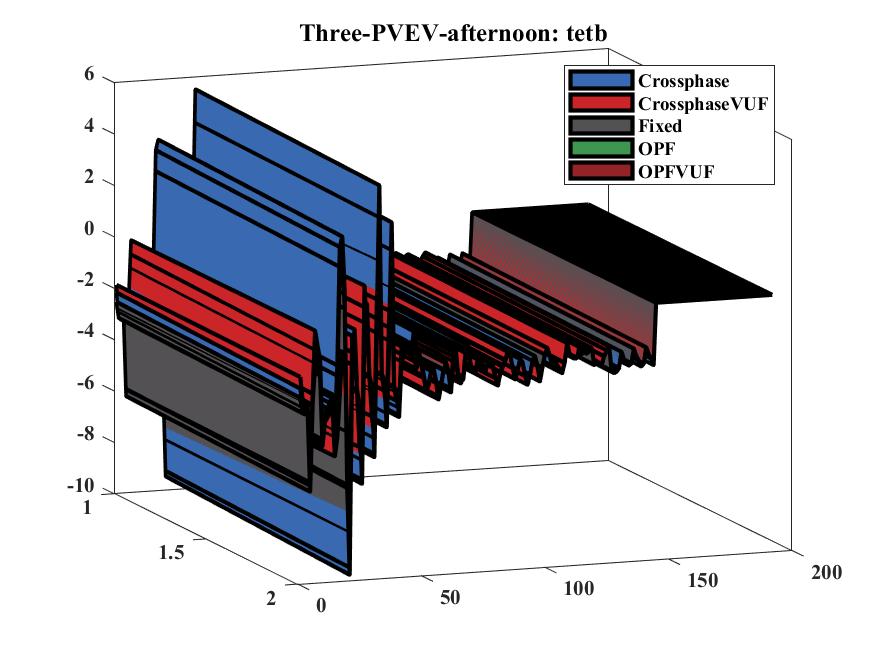 Three-PVEV-afternoon: tetb
Crossphase
CrossphaseVUF
Fixed
OPF
OPFVUF
6
4
2
0
-2
-4
-6
-8
-10
1
1.5
2
0
50
100
150
200